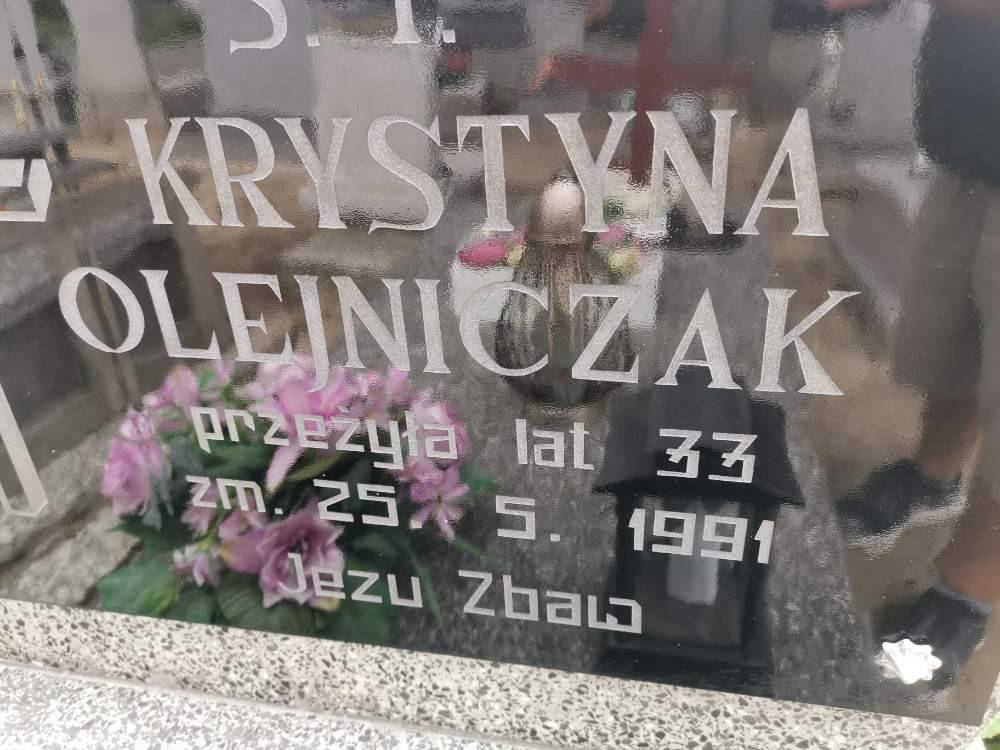 Ś. P.
KRYSTYNA
OLEJNICZAK
przeżyła lat 33
zm. 25. 5. 1991
Jezu Zbaw